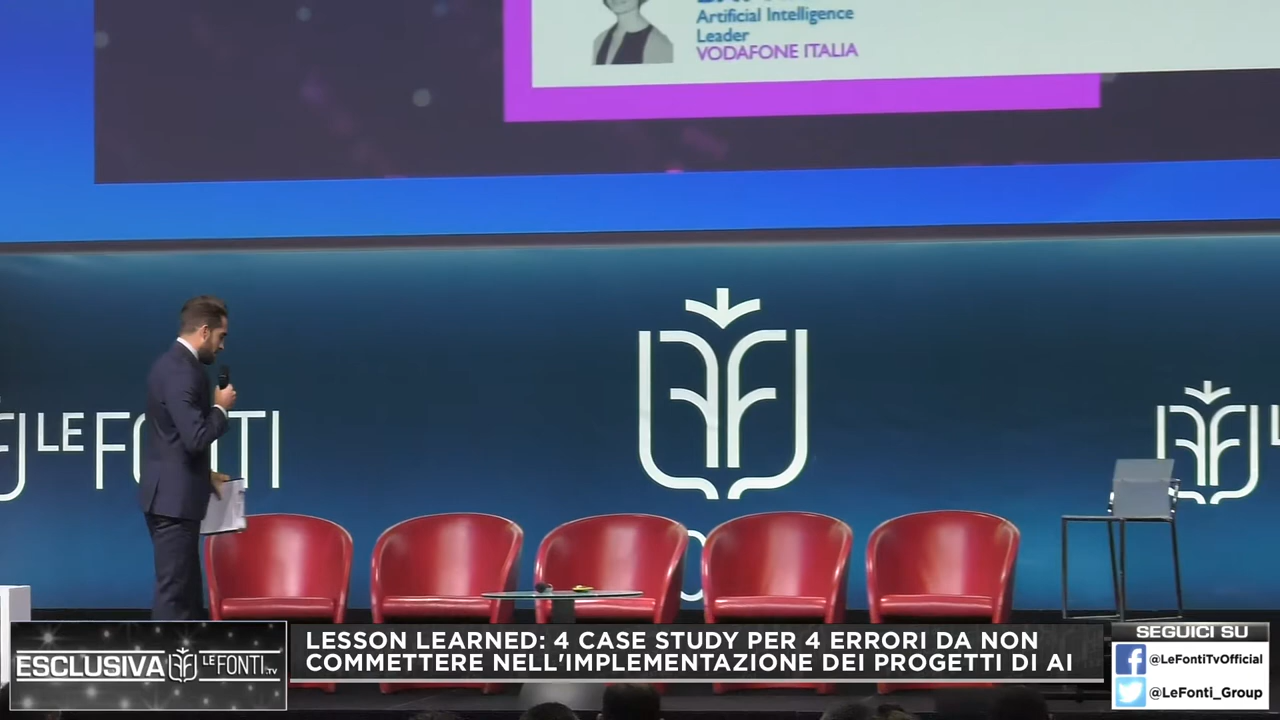 Artificial Intelligence
Leader
VODAFONE ITALIA
LE FONTI
ESCLUSIVA LE FONTI.TV
LESSON LEARNED: 4 CASE STUDY PER 4 ERRORI DA NON
COMMETTERE NELL'IMPLEMENTAZIONE DEI PROGETTI DI AI
SEGUICI SU
@LeFontiTvOfficial
@LeFonti_Group